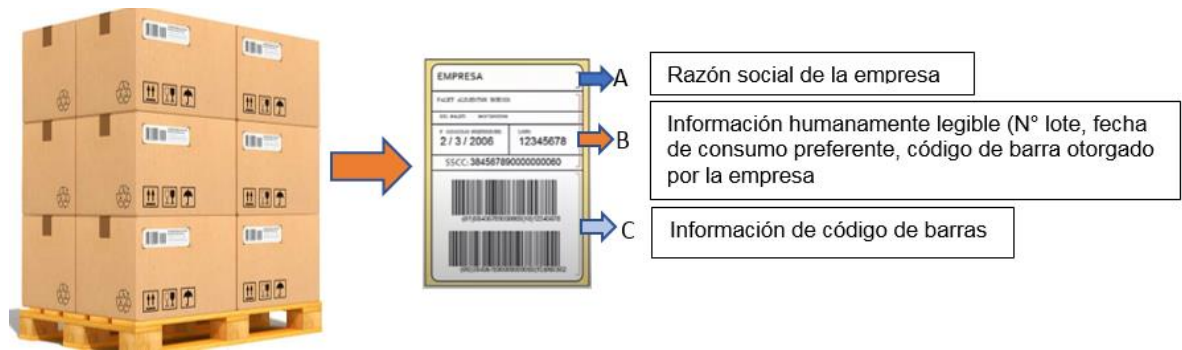 EMPRESA
2 / 3 / 2006
12345678
SSCC: 384567890000000060
A
Razón social de la empresa
B
Información humanamente legible (N° lote, fecha
de consumo preferente, código de barra otorgado
por la empresa
C
Información de código de barras